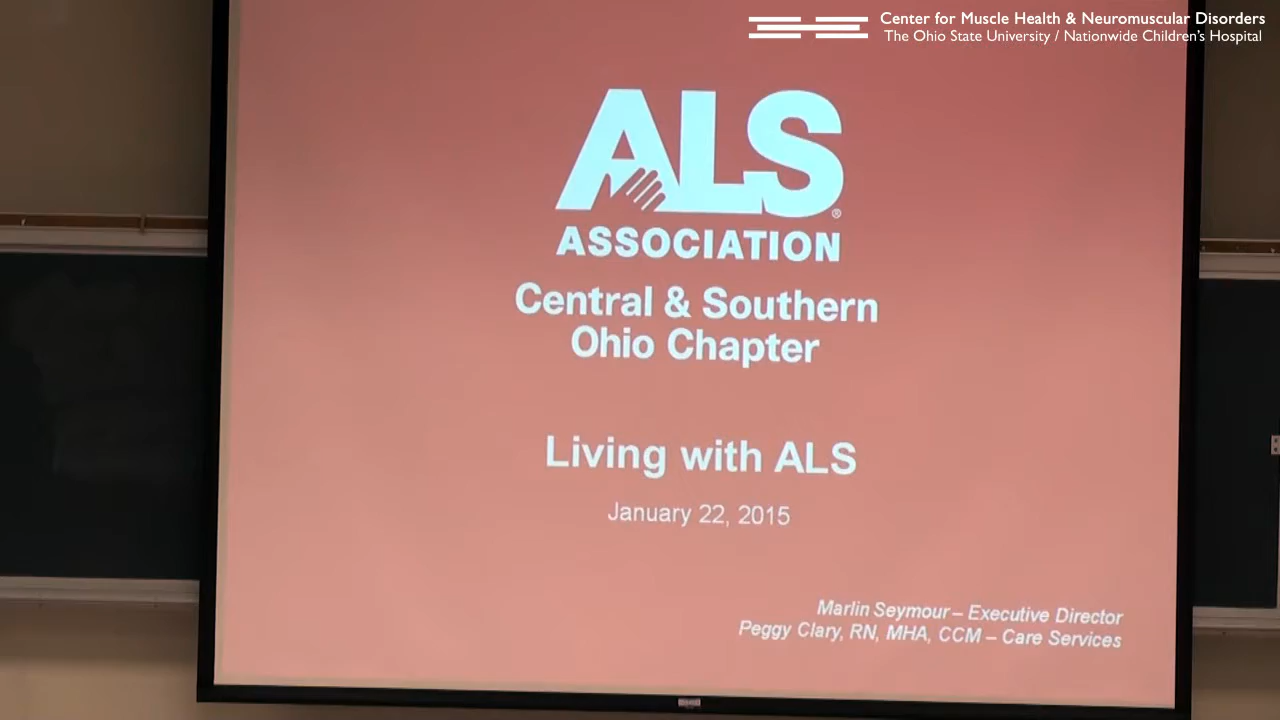 Center for Muscle Health & Neuromuscular Disorders
The Ohio State University / Nationwide Children's Hospital
ALS
®
ASSOCIATION
Central & Southern
Ohio Chapter
Living with ALS
January 22, 2015
Marlin Seymour – Executive Director
Peggy Clary, RN, MHA, CCM – Care Services